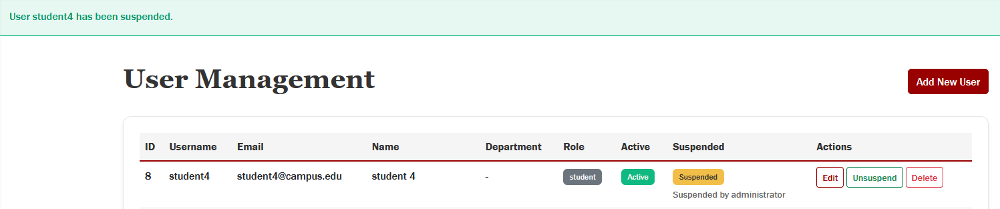 User student4 has been suspended.
User Management
Add New User
ID Username Email Name Department Role Active Suspended Actions
8 student4 student4@campus.edu student 4 - student Active Suspended Edit Unsuspend Delete
Suspended by administrator